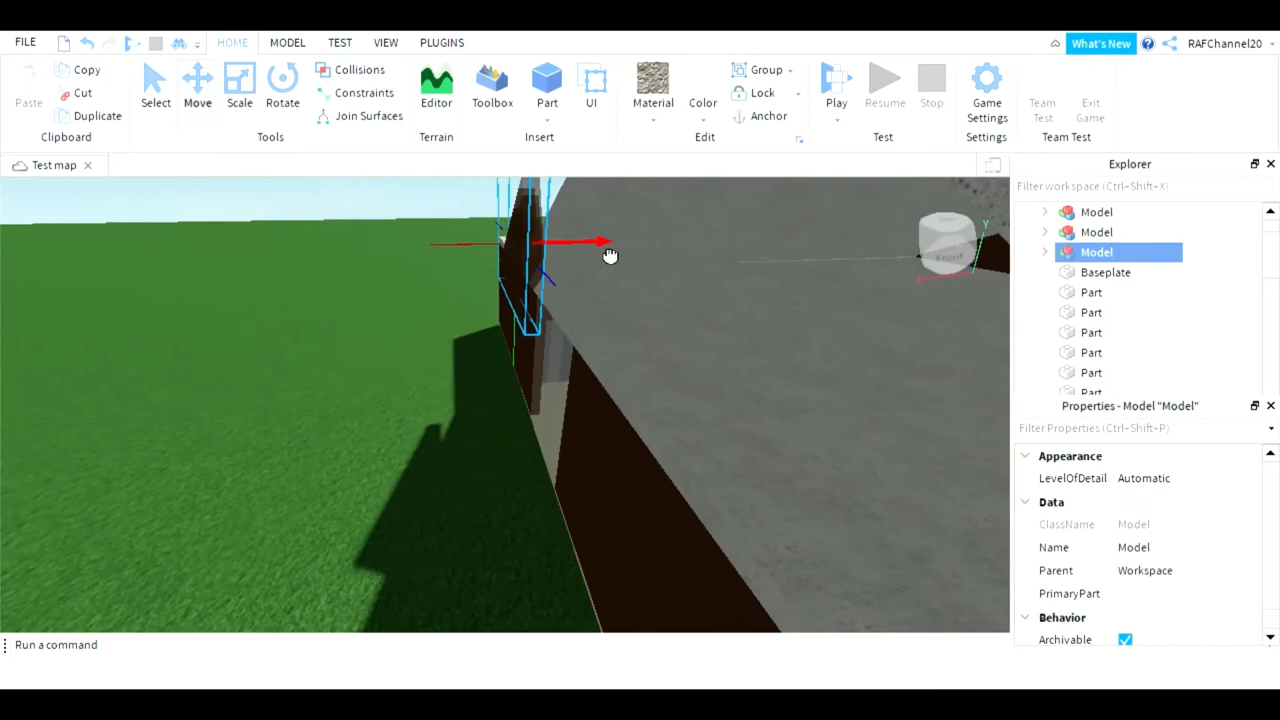 FILE HOME MODEL TEST VIEW PLUGINS What's New RAFChannel20
Copy Collisions Group
Cut Constraints Lock
Paste Select Move Scale Rotate Editor Toolbox Part UI Material Color Play Resume Stop Game Settings Team Test Exit Game
Duplicate Join Surfaces Anchor
Clipboard Tools Terrain Insert Edit Test Settings Team Test
Test map
Explorer
Filter workspace (Ctrl+Shift+X)
Model
Model
Model
Baseplate
Part
Part
Part
Part
Part
Part
Front
Y
Properties - Model "Model"
Filter Properties (Ctrl+Shift+P)
Appearance
LevelOfDetail Automatic
Data
ClassName Model
Name Model
Parent Workspace
PrimaryPart
Behavior
Archivable
Run a command